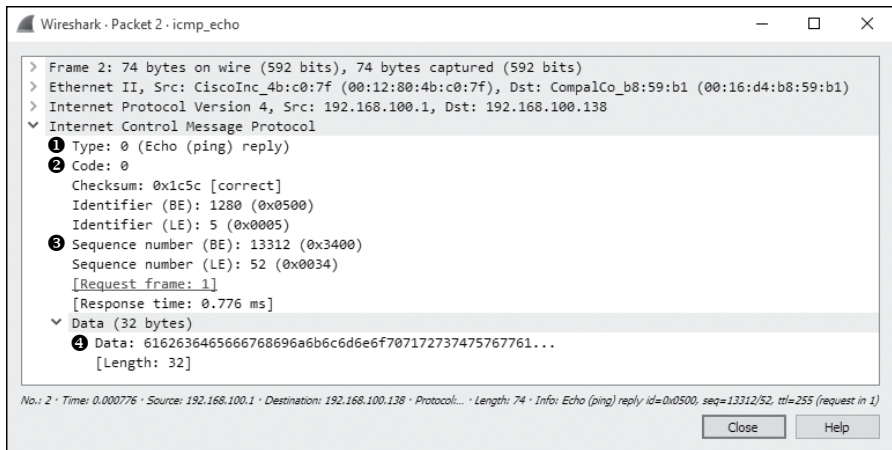 Wireshark · Packet 2 · icmp_echo
> Frame 2: 74 bytes on wire (592 bits), 74 bytes captured (592 bits)
> Ethernet II, Src: CiscoInc_4b:c0:7f (00:12:80:4b:c0:7f), Dst: CompalCo_b8:59:b1 (00:16:d4:b8:59:b1)
> Internet Protocol Version 4, Src: 192.168.100.1, Dst: 192.168.100.138
Internet Control Message Protocol
❶ Type: 0 (Echo (ping) reply)
❷ Code: 0
Checksum: 0x1c5c [correct]
Identifier (BE): 1280 (0x0500)
Identifier (LE): 5 (0x0005)
❸ Sequence number (BE): 13312 (0x3400)
Sequence number (LE): 52 (0x0034)
[Request frame: 1]
[Response time: 0.776 ms]
Data (32 bytes)
❹ Data: 6162636465666768696a6b6c6d6e6f707172737475767761...
[Length: 32]
No.: 2 · Time: 0.000776 · Source: 192.168.100.1 · Destination: 192.168.100.138 · Protocol:... · Length: 74 · Info: Echo (ping) reply id=0x0500, seq=13312/52, ttl=255 (request in 1)
Close Help